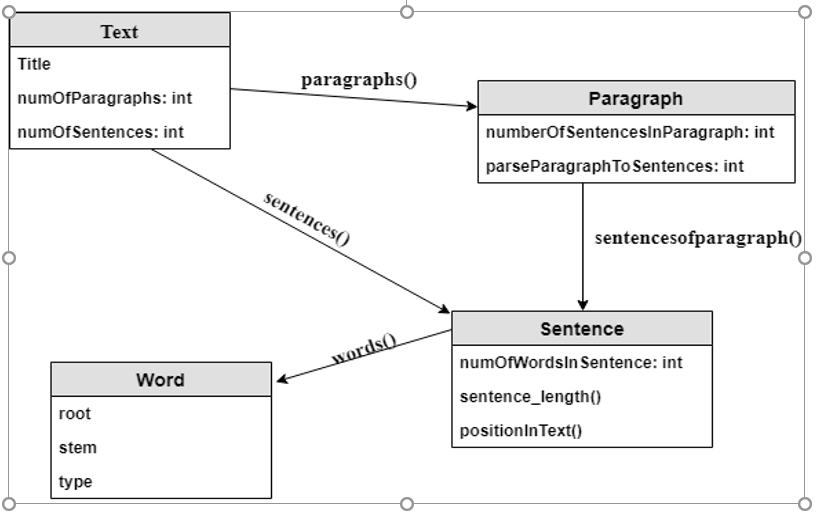 Text
Title
numOfParagraphs: int
numOfSentences: int
paragraphs()
Paragraph
numberOfSentencesInParagraph: int
parseParagraphToSentences: int
sentences()
sentencesofparagraph()
Sentence
numOfWordsInSentence: int
sentence_length()
positionInText()
words()
Word
root
stem
type